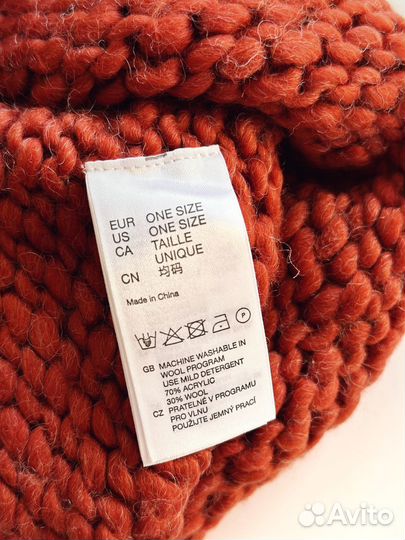 EUR ONE SIZE
US ONE SIZE
CA TAILLE
UNIQUE
CN 均码
Made in China
P
GB MACHINE WASHABLE IN
WOOL PROGRAM
USE MILD DETERGENT
70% ACRYLIC
30% WOOL
CZ PRATELNÉ V PROGRAMU
PRO VLNU
POUŽIJTE JEMNÝ PRACÍ
Avito